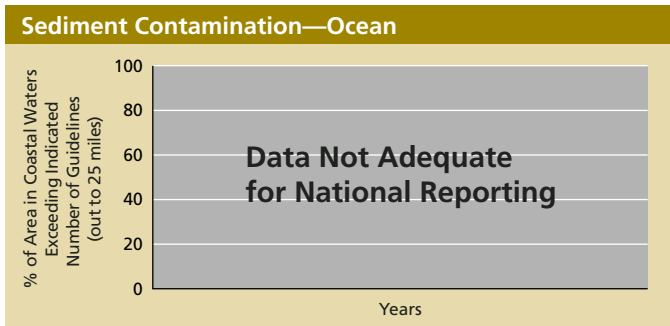 Sediment Contamination—Ocean
% of Area in Coastal Waters
Exceeding Indicated
Number of Guidelines
(out to 25 miles)
100
80
60
40
20
0
Data Not Adequate
for National Reporting
Years